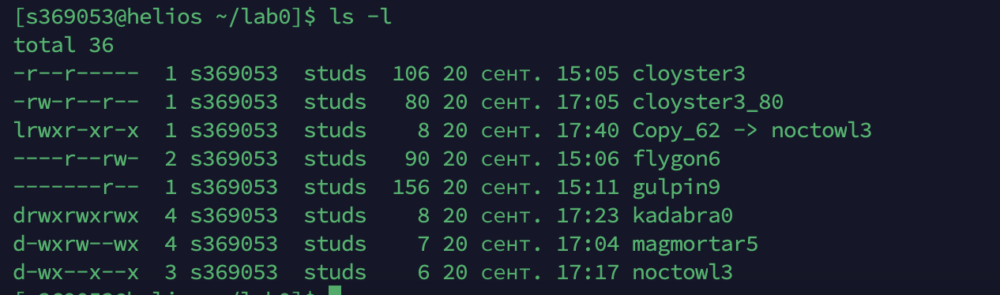 [s369053@helios ~/lab0]$ ls -l
total 36
-r--r-----  1 s369053  studs  106 20 сент. 15:05 cloyster3
-rw-r--r--  1 s369053  studs   80 20 сент. 17:05 cloyster3_80
lrwxr-xr-x  1 s369053  studs    8 20 сент. 17:40 Copy_62 -> noctowl3
----r--rw-  2 s369053  studs   90 20 сент. 15:06 flygon6
-------r--  1 s369053  studs  156 20 сент. 15:11 gulpin9
drwxrwxrwx  4 s369053  studs    8 20 сент. 17:23 kadabra0
d-wxrw--wx  4 s369053  studs    7 20 сент. 17:04 magmortar5
d-wx--x--x  3 s369053  studs    6 20 сент. 17:17 noctowl3
[s369053@helios ~/lab0]$